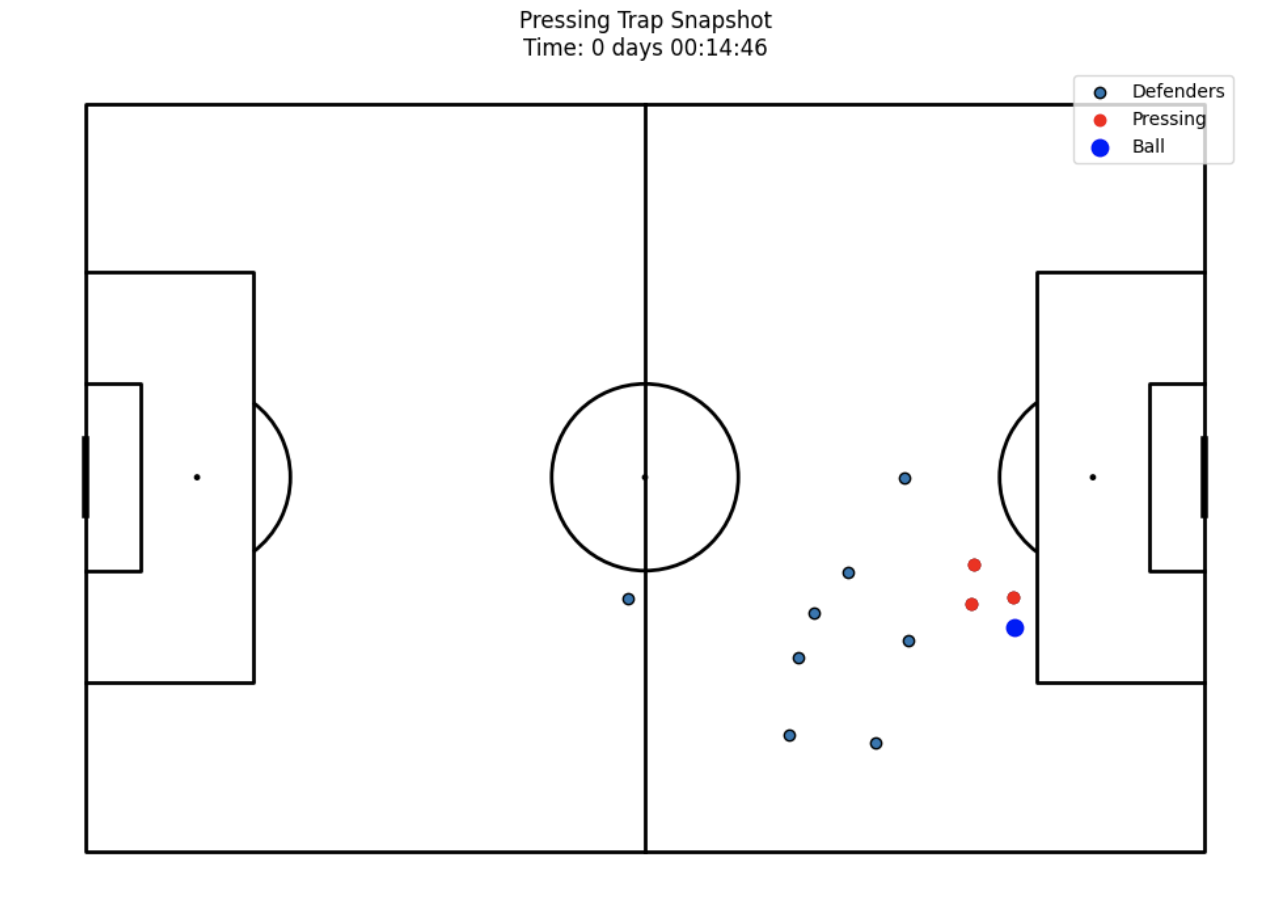 Pressing Trap Snapshot
Time: 0 days 00:14:46
Defenders
Pressing
Ball